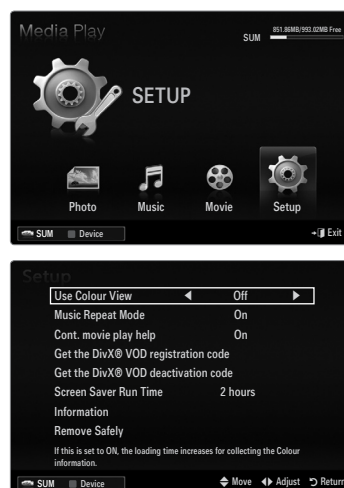 Media Play
SUM
851.86MB/993.02MB Free
SETUP
Photo Music Movie Setup
SUM Device Exit
Setup
Use Colour View ◄ Off ►
Music Repeat Mode On
Cont. movie play help On
Get the DivX® VOD registration code
Get the DivX® VOD deactivation code
Screen Saver Run Time 2 hours
Information
Remove Safely
If this is set to ON, the loading time increases for collecting the Colour
information.
SUM Device Move Adjust Return